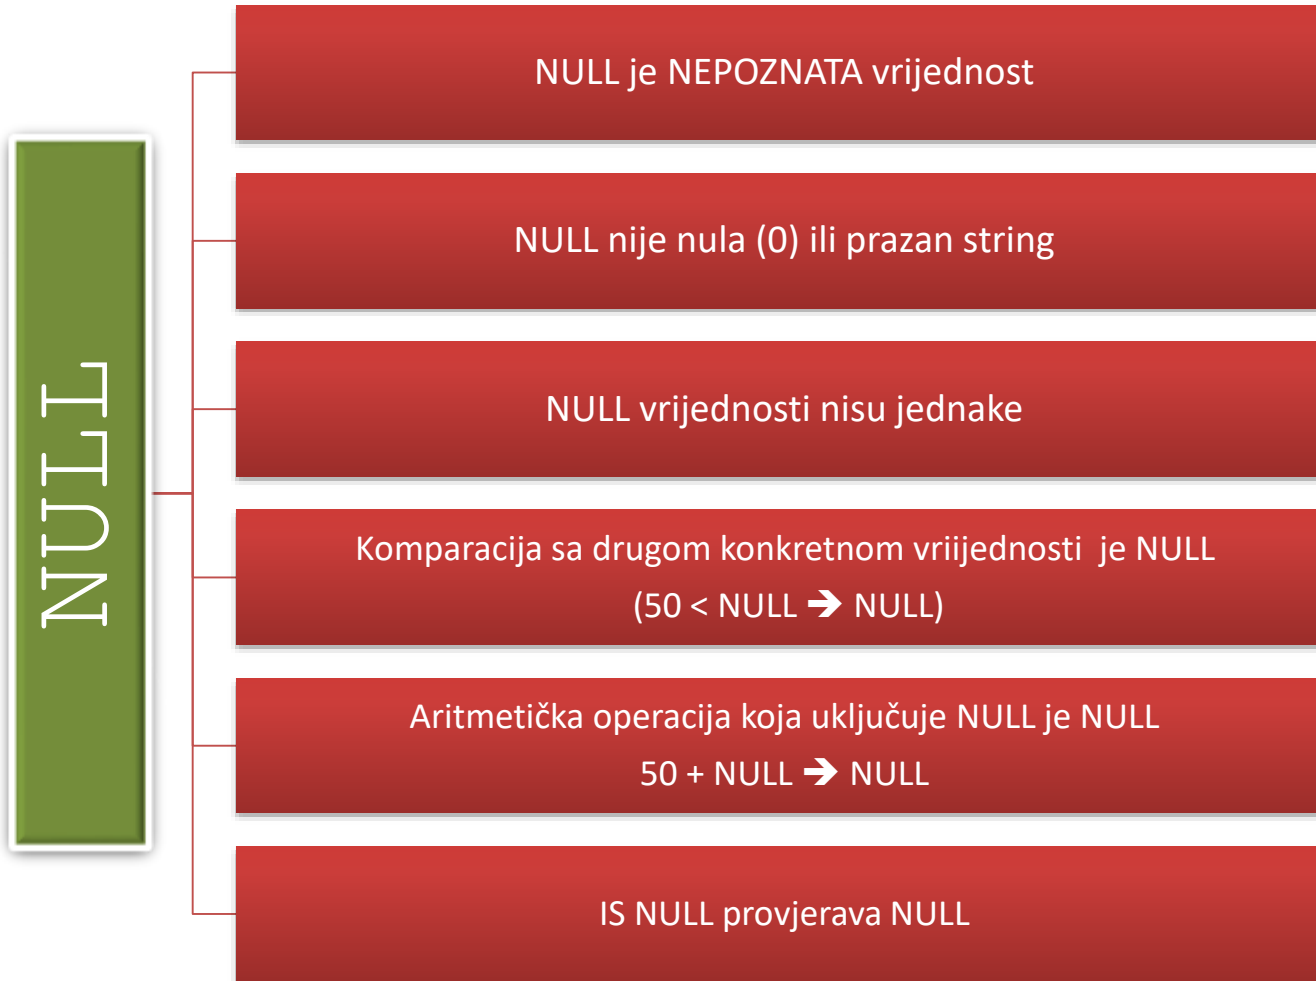 NULL
NULL je NEPOZNATA vrijednost
NULL nije nula (0) ili prazan string
NULL vrijednosti nisu jednake
Komparacija sa drugom konkretnom vriijednosti  je NULL
(50 < NULL ➔ NULL)
Aritmetička operacija koja uključuje NULL je NULL
50 + NULL ➔ NULL
IS NULL provjerava NULL